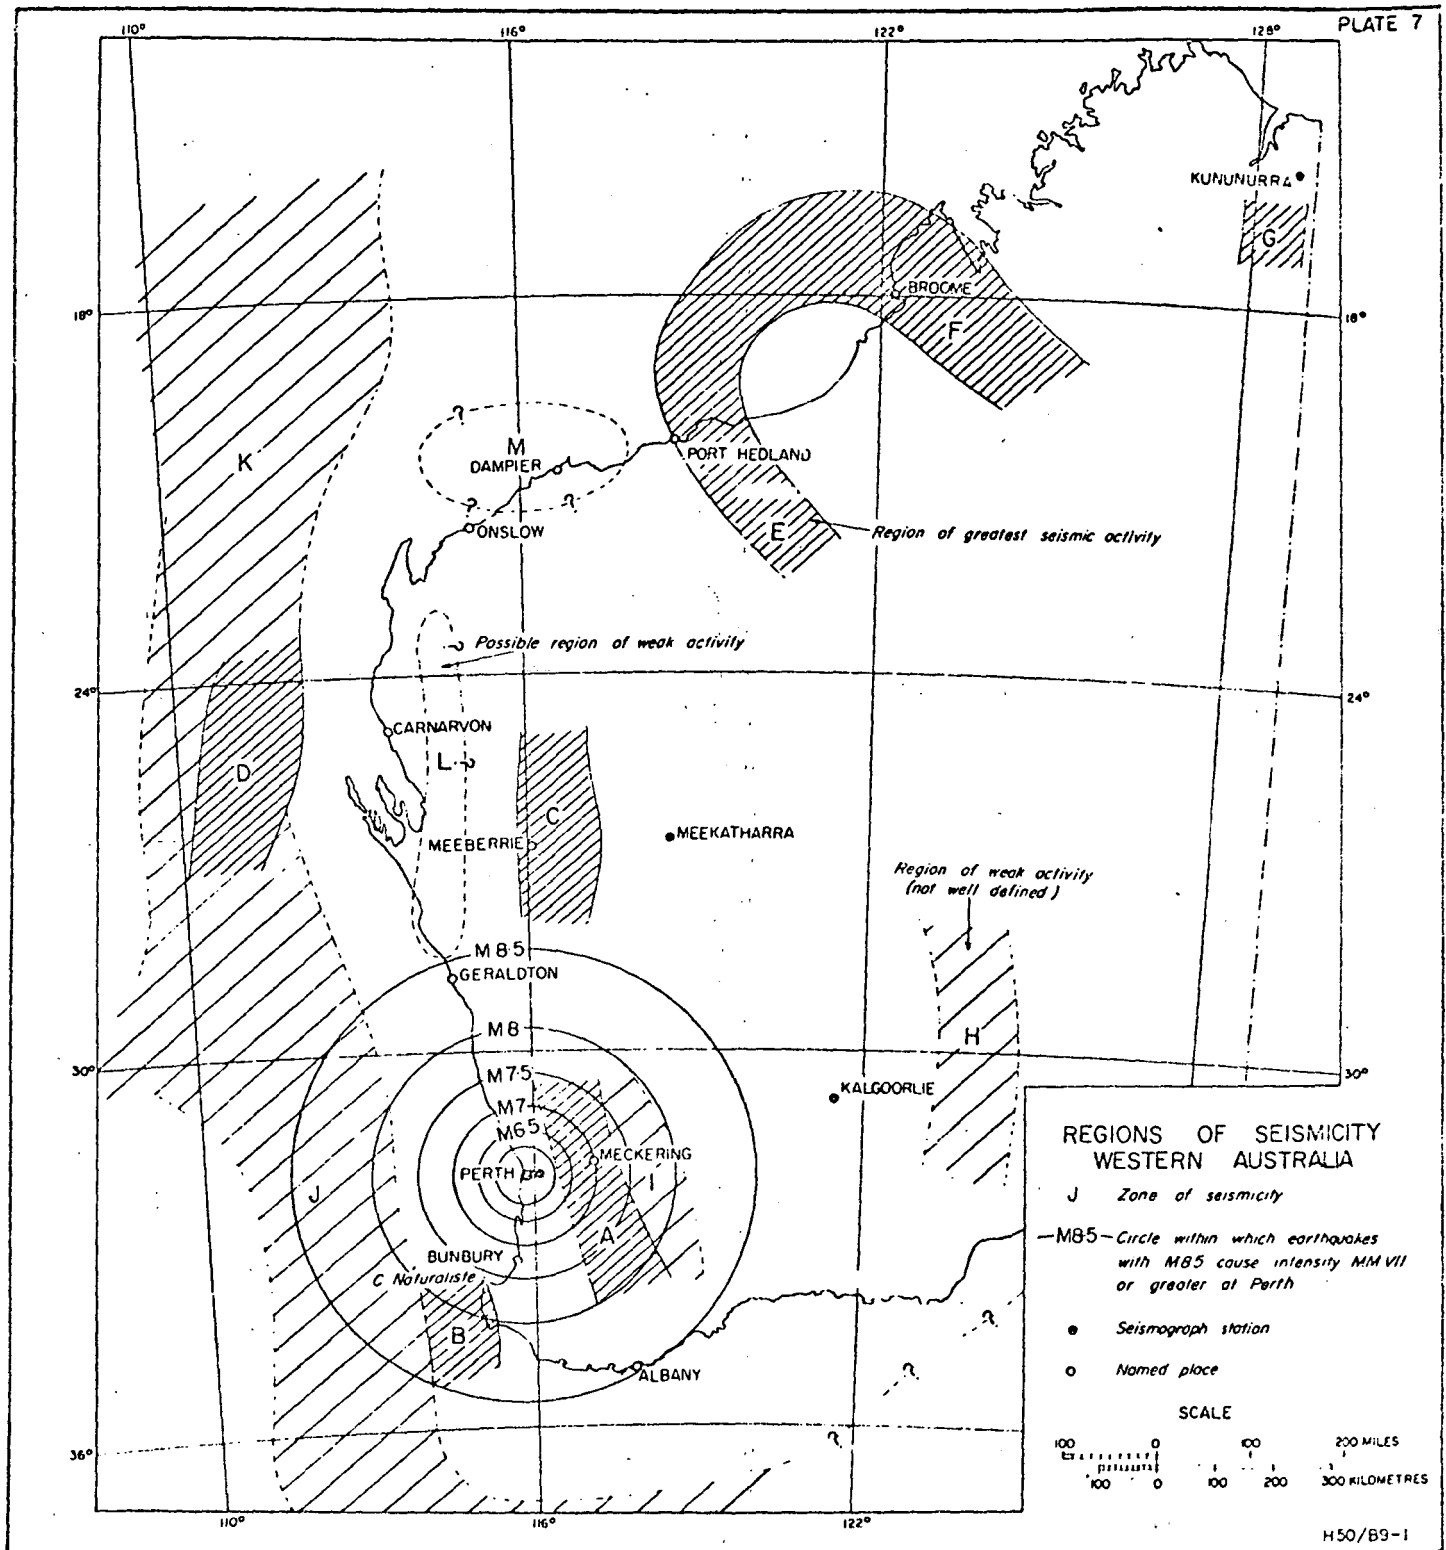 PLATE 7
110° 116° 122° 128°
KUNUNURRA
G
BROOME
18° F 18°
K
M
DAMPIER
PORT HEDLAND
?
?
?
ONSLOW
E
Region of greatest seismic activity
? Possible region of weak activity
24° 24°
CARNARVON
D
L ?
C
MEEKATHARRA
MEEBERRIE
Region of weak activity
(not well defined)
M8·5
GERALDTON
M8
H
30° 30°
M7·5
KALGOORLIE
M7
M6·5
MECKERING
PERTH
J
I
A
BUNBURY
C Naturaliste
B
ALBANY
?
?
?
36°
110° 116° 122°
REGIONS OF SEISMICITY
WESTERN AUSTRALIA
J Zone of seismicity
M8·5 Circle within which earthquakes
with M8·5 cause intensity MM VII
or greater at Perth
Seismograph station
Named place
SCALE
100 0 100 200 MILES
100 0 100 200 300 KILOMETRES
H50/B9-1